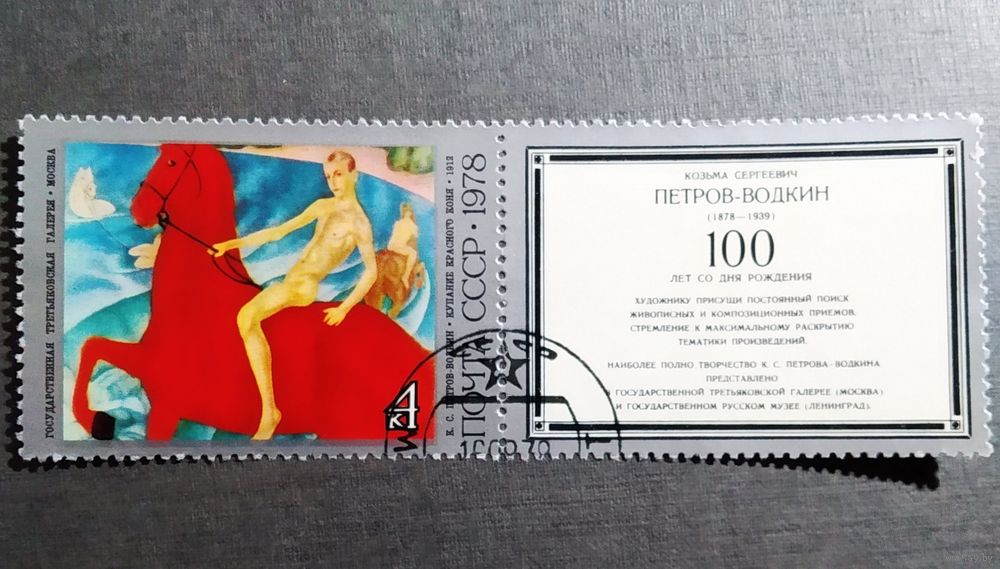 ГОСУДАРСТВЕННАЯ ТРЕТЬЯКОВСКАЯ ГАЛЕРЕЯ • МОСКВА
4
К
К. С. ПЕТРОВ-ВОДКИН • КУПАНИЕ КРАСНОГО КОНЯ • 1912
ПОЧТА СССР • 1978
КОЗЬМА СЕРГЕЕВИЧ
ПЕТРОВ-ВОДКИН
(1878—1939)
100
ЛЕТ СО ДНЯ РОЖДЕНИЯ
ХУДОЖНИКУ ПРИСУЩИ ПОСТОЯННЫЙ ПОИСК
ЖИВОПИСНЫХ И КОМПОЗИЦИОННЫХ ПРИЕМОВ,
СТРЕМЛЕНИЕ К МАКСИМАЛЬНОМУ РАСКРЫТИЮ
ТЕМАТИКИ ПРОИЗВЕДЕНИЙ.
НАИБОЛЕЕ ПОЛНО ТВОРЧЕСТВО К. С. ПЕТРОВА-ВОДКИНА
ПРЕДСТАВЛЕНО
В ГОСУДАРСТВЕННОЙ ТРЕТЬЯКОВСКОЙ ГАЛЕРЕЕ (МОСКВА)
И ГОСУДАРСТВЕННОМ РУССКОМ МУЗЕЕ (ЛЕНИНГРАД).